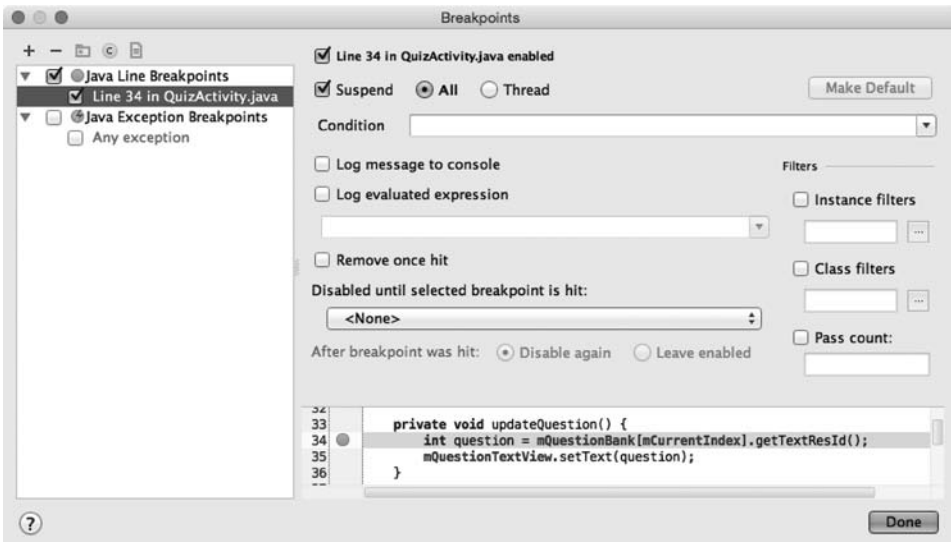 Breakpoints
Java Line Breakpoints
Line 34 in QuizActivity.java
Java Exception Breakpoints
Any exception
Line 34 in QuizActivity.java enabled
Suspend All Thread Make Default
Condition
Log message to console
Log evaluated expression
Remove once hit
Disabled until selected breakpoint is hit:
<None>
After breakpoint was hit: Disable again Leave enabled
Filters
Instance filters
...
Class filters
...
Pass count:
32
33 private void updateQuestion() {
34 int question = mQuestionBank[mCurrentIndex].getTextResId();
35 mQuestionTextView.setText(question);
36 }
?
Done